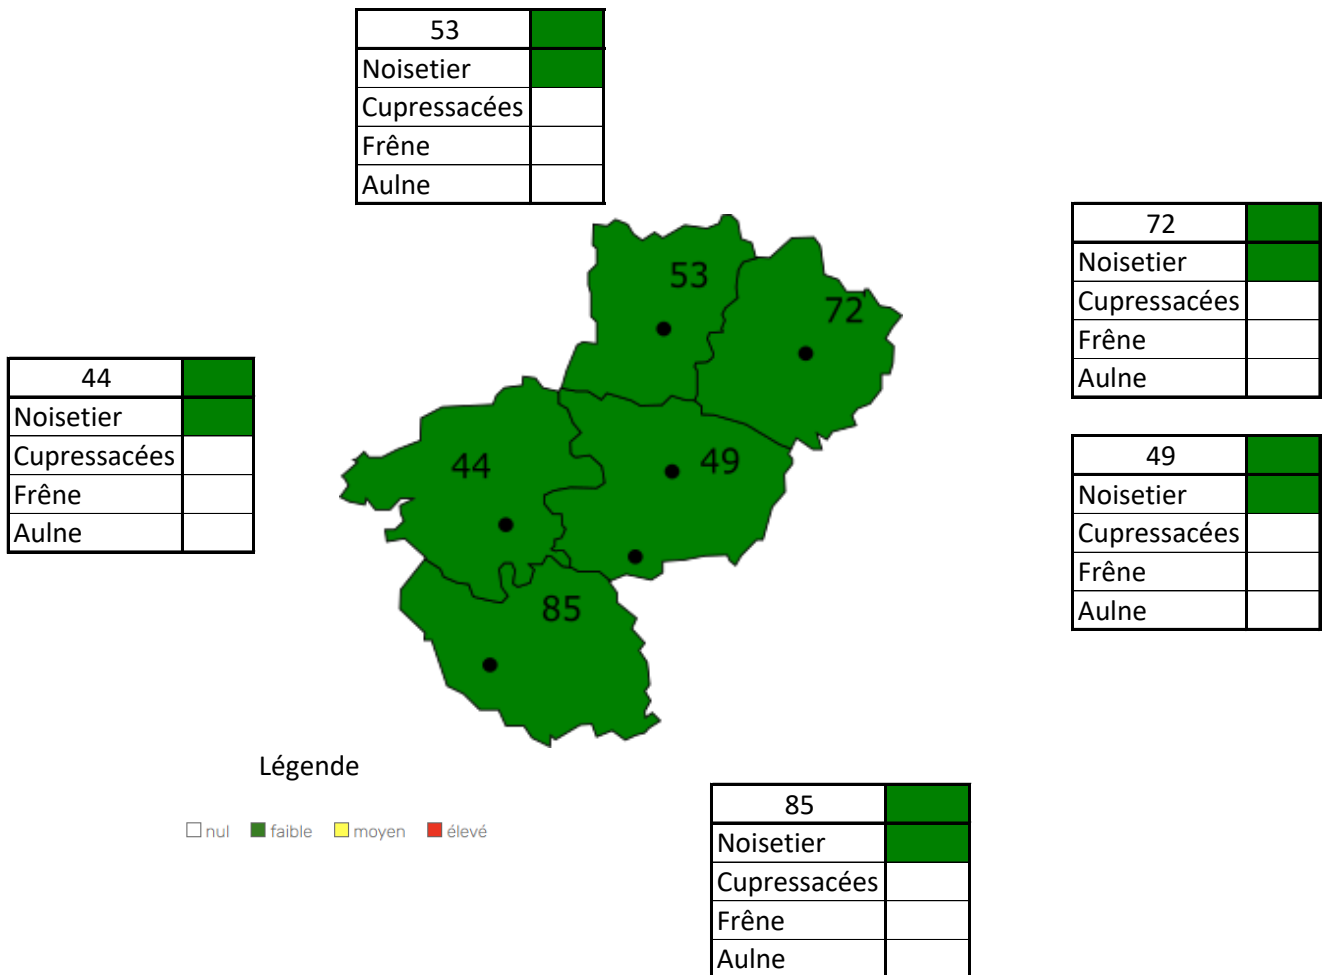 53
Noisetier
Cupressacées
Frêne
Aulne
72
Noisetier
Cupressacées
Frêne
Aulne
53
72
44
Noisetier
Cupressacées
Frêne
Aulne
44
49
49
Noisetier
Cupressacées
Frêne
Aulne
85
Légende
nul faible moyen élevé
85
Noisetier
Cupressacées
Frêne
Aulne